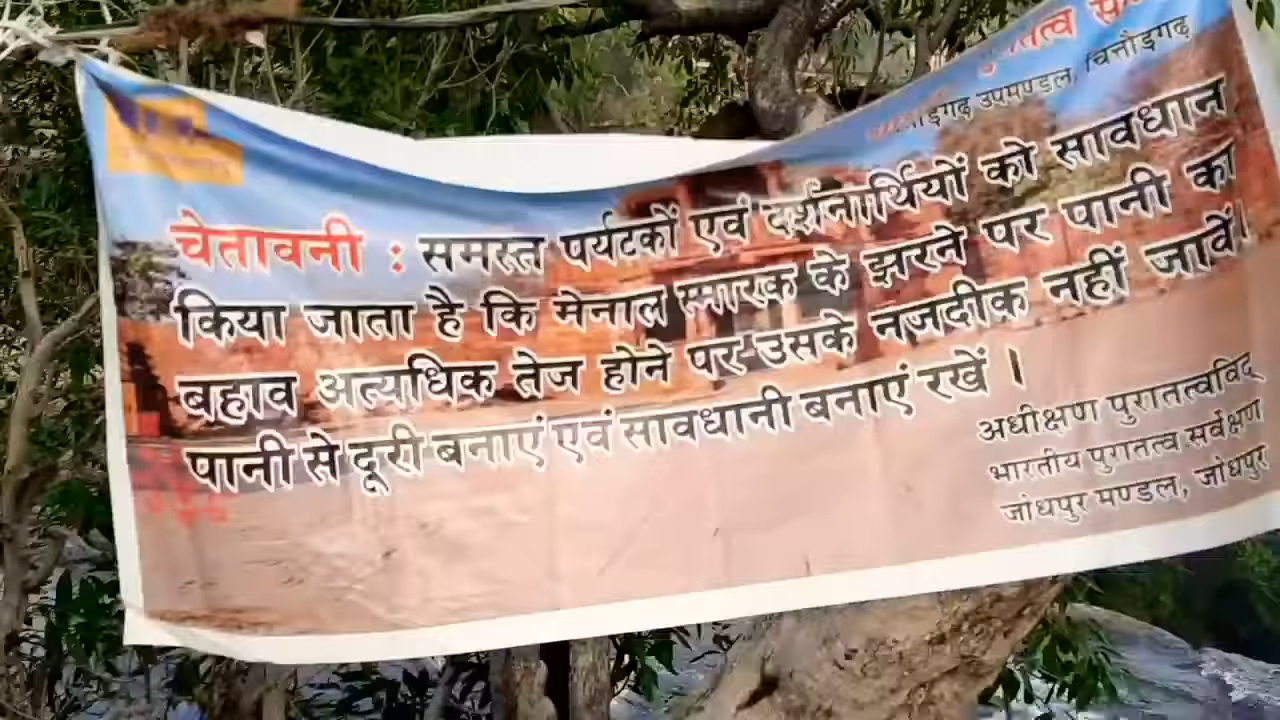 उपमण्डल, चित्तौड़गढ़
चेतावनी : समस्त पर्यटकों एवं दर्शनार्थियों को सावधान
किया जाता है कि मेनाल स्मारक के झरने पर पानी का
बहाव अत्यधिक तेज होने पर उसके नजदीक नहीं जावें।
पानी से दूरी बनाएं एवं सावधानी बनाएं रखें ।
अधीक्षण पुरातत्वविद्
भारतीय पुरातत्व सर्वेक्षण
जोधपुर मण्डल, जोधपुर